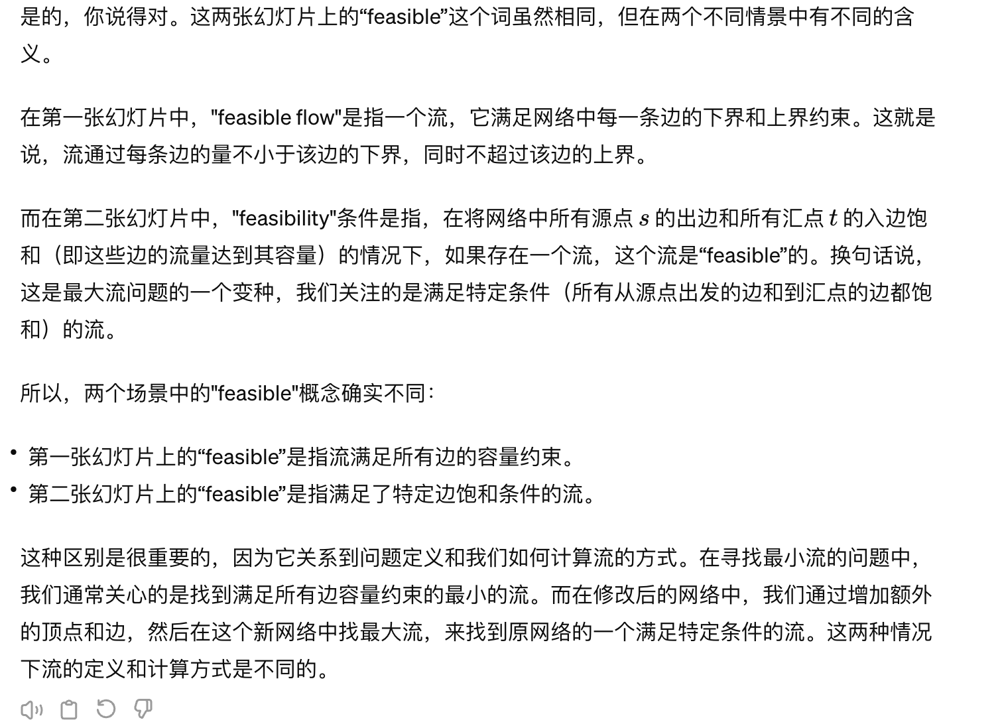 是的，你说得对。这两张幻灯片上的“feasible”这个词虽然相同，但在两个不同情景中有不同的含
义。
在第一张幻灯片中，"feasible flow"是指一个流，它满足网络中每一条边的下界和上界约束。这就是
说，流通过每条边的量不小于该边的下界，同时不超过该边的上界。
而在第二张幻灯片中，"feasibility"条件是指，在将网络中所有源点 s 的出边和所有汇点 t 的入边饱
和（即这些边的流量达到其容量）的情况下，如果存在一个流，这个流是“feasible”的。换句话说，
这是最大流问题的一个变种，我们关注的是满足特定条件（所有从源点出发的边和到汇点的边都饱
和）的流。
所以，两个场景中的"feasible"概念确实不同：
• 第一张幻灯片上的“feasible”是指流满足所有边的容量约束。
• 第二张幻灯片上的“feasible”是指满足了特定边饱和条件的流。
这种区别是很重要的，因为它关系到问题定义和我们如何计算流的方式。在寻找最小流的问题中，
我们通常关心的是找到满足所有边容量约束的最小的流。而在修改后的网络中，我们通过增加额外
的顶点和边，然后在这个新网络中找最大流，来找到原网络的一个满足特定条件的流。这两种情况
下流的定义和计算方式是不同的。